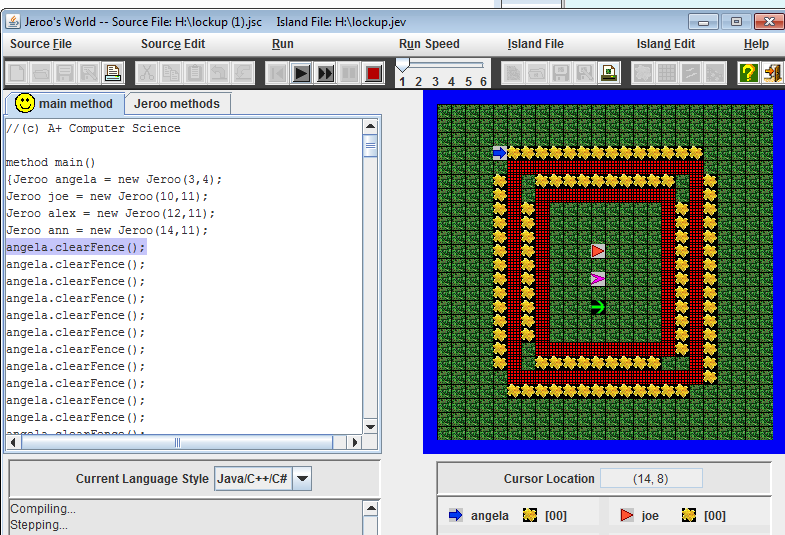 Jeroo's World -- Source File: H:\lockup (1).jsc Island File: H:\lockup.jev
Source File Source Edit Run Run Speed Island File Island Edit Help
1 2 3 4 5 6
main method Jeroo methods
//(c) A+ Computer Science
method main()
{Jeroo angela = new Jeroo(3,4);
Jeroo joe = new Jeroo(10,11);
Jeroo alex = new Jeroo(12,11);
Jeroo ann = new Jeroo(14,11);
angela.clearFence();
angela.clearFence();
angela.clearFence();
angela.clearFence();
angela.clearFence();
angela.clearFence();
angela.clearFence();
angela.clearFence();
angela.clearFence();
angela.clearFence();
angela.clearFence();
angela.clearFence();
Current Language Style Java/C++/C#
Cursor Location (14, 8)
Compiling...
Stepping...
angela [00] joe [00]